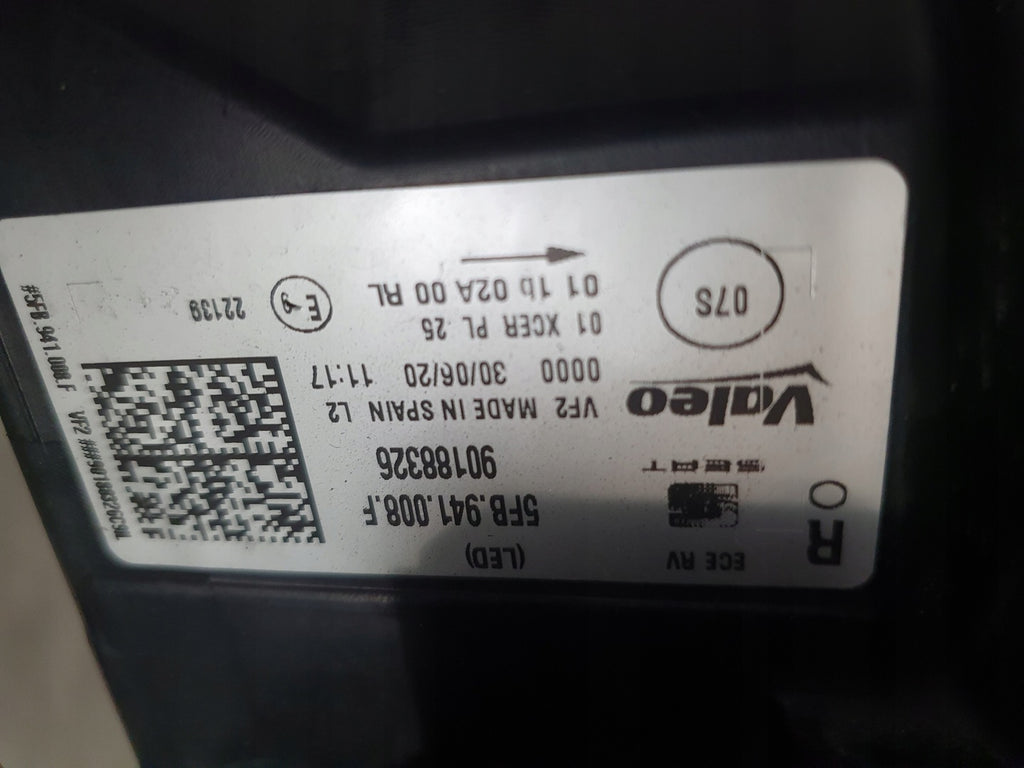 R
ECE RV
(LED)
5FB.941.008.F
90188326
Valeo
VF2 MADE IN SPAIN L2
0000 30/06/20 11:17
01 XCER PL 25
01 1b 02A 00 RL
07S
E
22139
#5FB.941.008.F VF2